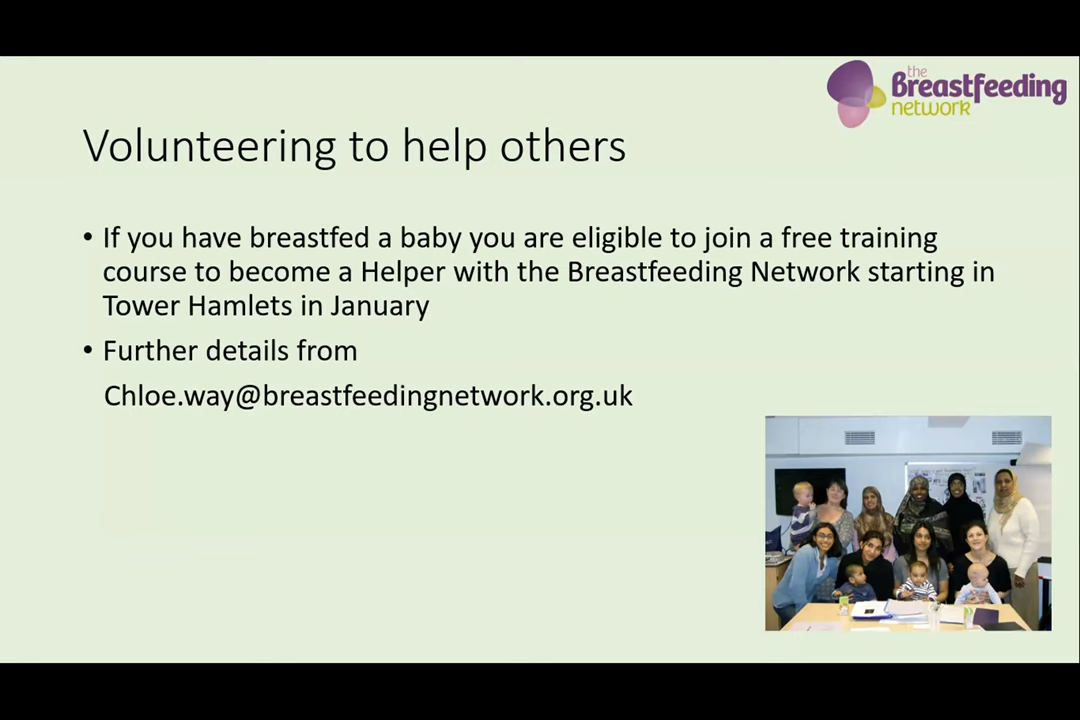 the
Breastfeeding
network
Volunteering to help others
• If you have breastfed a baby you are eligible to join a free training
course to become a Helper with the Breastfeeding Network starting in
Tower Hamlets in January
• Further details from
Chloe.way@breastfeedingnetwork.org.uk